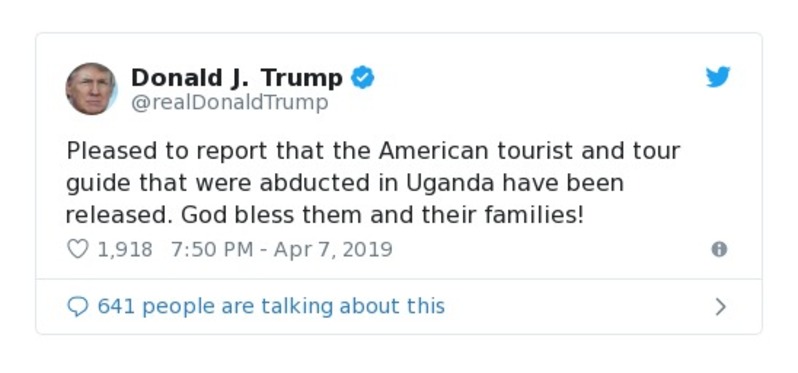 Donald J. Trump
@realDonaldTrump
Pleased to report that the American tourist and tour
guide that were abducted in Uganda have been
released. God bless them and their families!
1,918 7:50 PM - Apr 7, 2019
641 people are talking about this